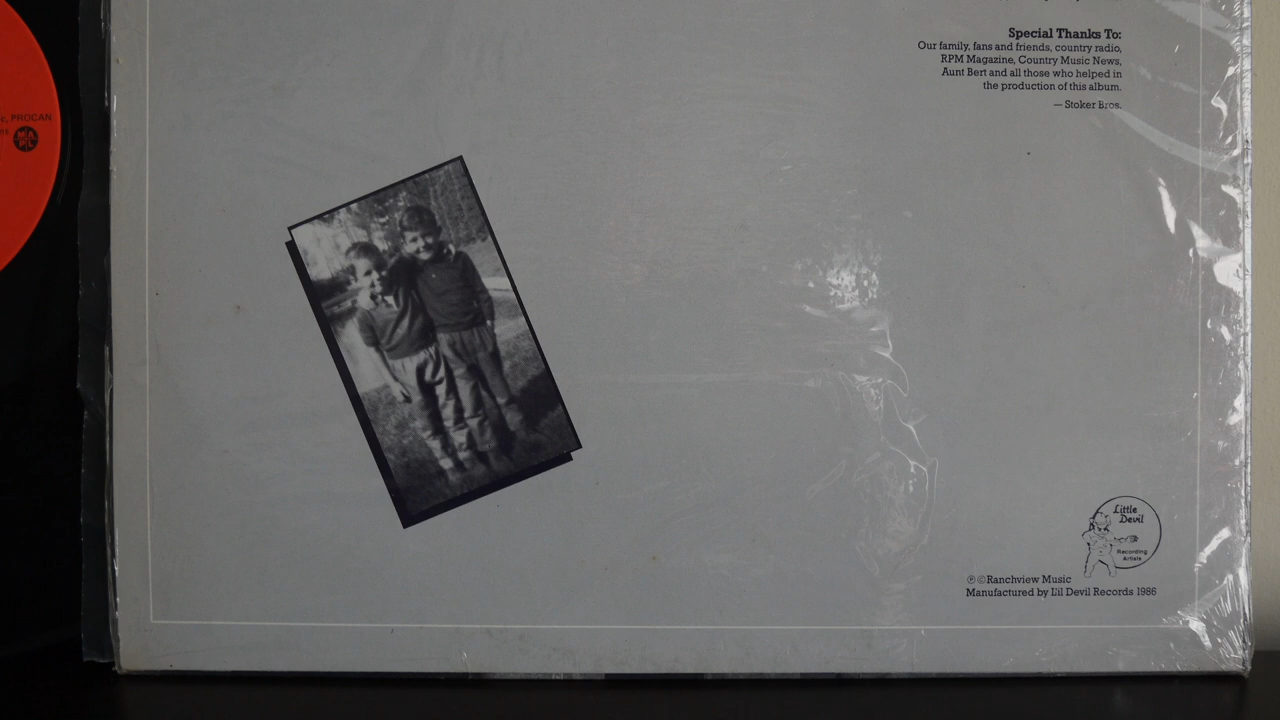 Special Thanks To:
Our family, fans and friends, country radio,
RPM Magazine, Country Music News,
Aunt Bert and all those who helped in
the production of this album.
— Stoker Bros.
PROCAN
M A
P L
Little
Devil
Recording
Artists
℗ © Ranchview Music
Manufactured by L'il Devil Records 1986